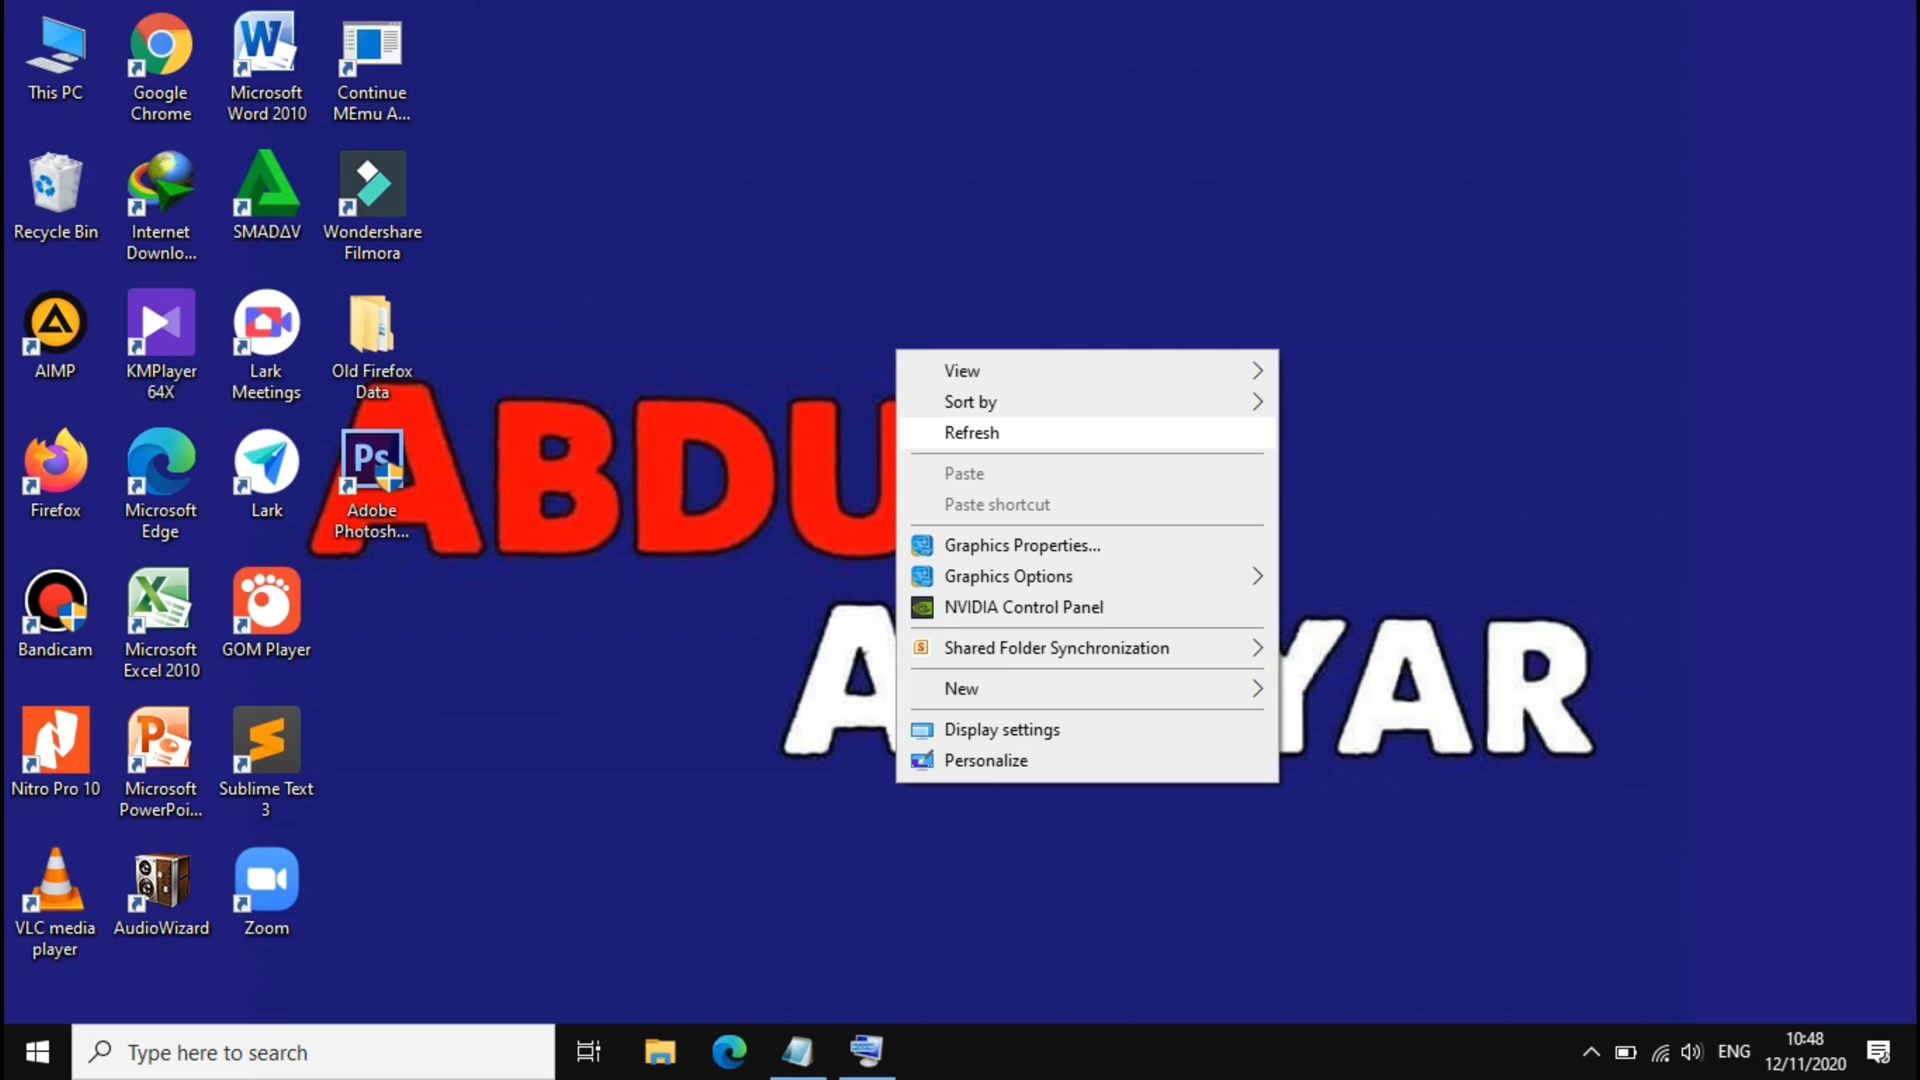 This PC
Google
Chrome
Microsoft
Word 2010
Continue
MEmu A...
Recycle Bin
Internet
Downlo...
SMADΔV
Wondershare
Filmora
AIMP
KMPlayer
64X
Lark
Meetings
Old Firefox
Data
Firefox
Microsoft
Edge
Lark
Ps
Adobe
Photosh...
Bandicam
Microsoft
Excel 2010
GOM Player
Nitro Pro 10
Microsoft
PowerPoi...
Sublime Text
3
VLC media
player
AudioWizard
Zoom
ABDU
A YAR
View
Sort by
Refresh
Paste
Paste shortcut
Graphics Properties...
Graphics Options
NVIDIA Control Panel
Shared Folder Synchronization
New
Display settings
Personalize
Type here to search
ENG
10:48
12/11/2020